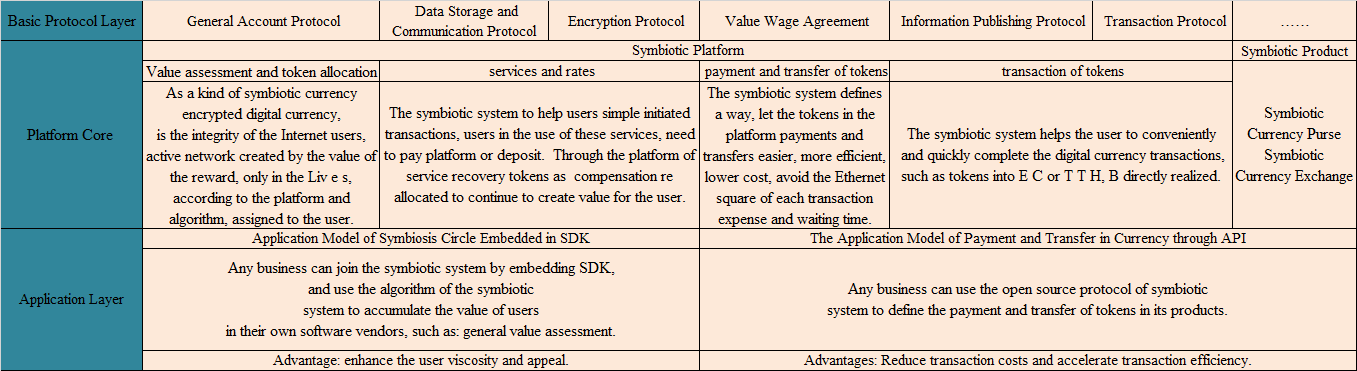 Basic Protocol Layer
General Account Protocol
Data Storage and
Communication Protocol
Encryption Protocol
Value Wage Agreement
Information Publishing Protocol
Transaction Protocol
……
Platform Core
Symbiotic Platform
Symbiotic Product
Value assessment and token allocation
services and rates
payment and transfer of tokens
transaction of tokens
As a kind of symbiotic currency
encrypted digital currency,
is the integrity of the Internet users,
active network created by the value of
the reward, only in the Liv e s,
according to the platform and
algorithm, assigned to the user.
The symbiotic system to help users simple initiated
transactions, users in the use of these services, need
to pay platform or deposit. Through the platform of
service recovery tokens as compensation re
allocated to continue to create value for the user.
The symbiotic system defines
a way, let the tokens in the
platform payments and
transfers easier, more efficient,
lower cost, avoid the Ethernet
square of each transaction
expense and waiting time.
The symbiotic system helps the user to conveniently
and quickly complete the digital currency transactions,
such as tokens into E C or T T H, B directly realized.
Symbiotic
Currency Purse
Symbiotic
Currency Exchange
Application Layer
Application Model of Symbiosis Circle Embedded in SDK
The Application Model of Payment and Transfer in Currency through API
Any business can join the symbiotic system by embedding SDK,
and use the algorithm of the symbiotic
system to accumulate the value of users
in their own software vendors, such as: general value assessment.
Any business can use the open source protocol of symbiotic
system to define the payment and transfer of tokens in its products.
Advantage: enhance the user viscosity and appeal.
Advantages: Reduce transaction costs and accelerate transaction efficiency.